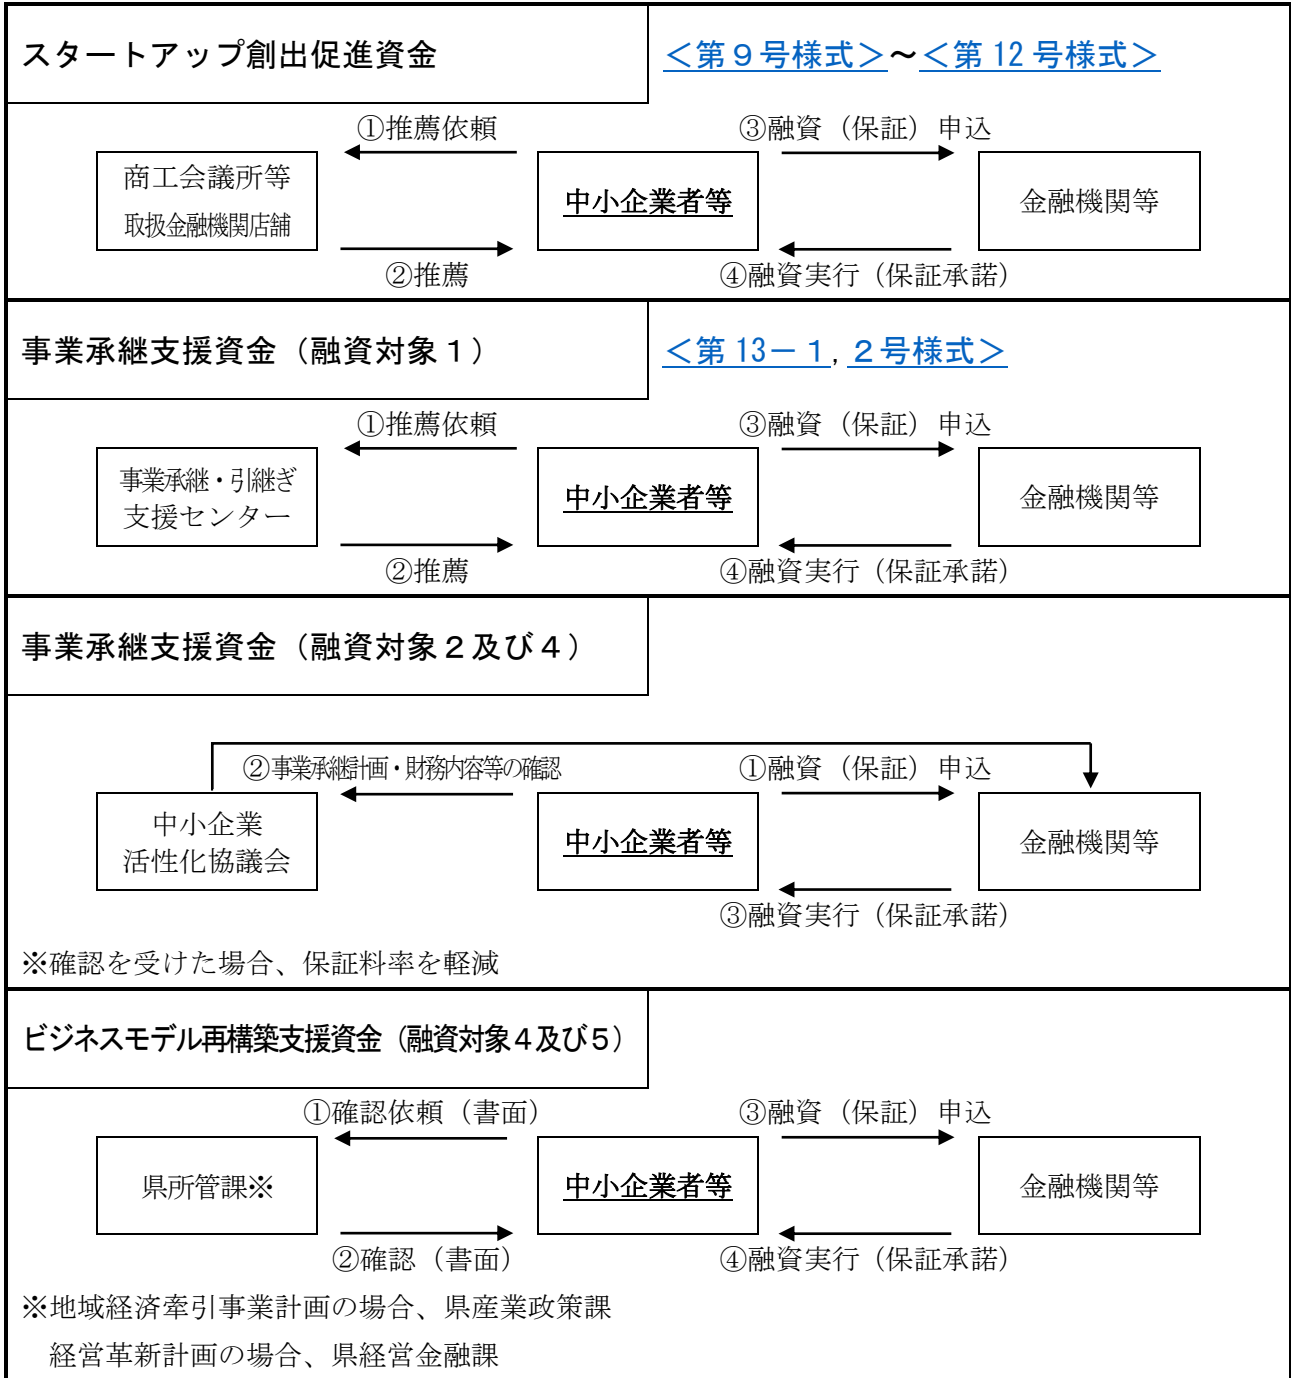 スタートアップ創出促進資金
＜第９号様式＞～＜第 12 号様式＞
①推薦依頼
③融資（保証）申込
商工会議所等
取扱金融機関店舗
中小企業者等
金融機関等
②推薦
④融資実行（保証承諾）
事業承継支援資金（融資対象１）
＜第 13－１，２号様式＞
①推薦依頼
③融資（保証）申込
事業承継・引継ぎ
支援センター
中小企業者等
金融機関等
②推薦
④融資実行（保証承諾）
事業承継支援資金（融資対象２及び４）
②事業承継計画・財務内容等の確認
①融資（保証）申込
中小企業
活性化協議会
中小企業者等
金融機関等
③融資実行（保証承諾）
※確認を受けた場合、保証料率を軽減
ビジネスモデル再構築支援資金（融資対象４及び５）
①確認依頼（書面）
③融資（保証）申込
県所管課※
中小企業者等
金融機関等
②確認（書面）
④融資実行（保証承諾）
※地域経済牽引事業計画の場合、県産業政策課
経営革新計画の場合、県経営金融課